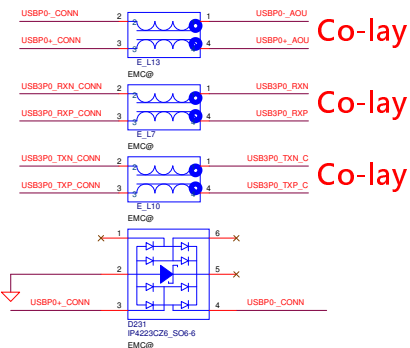 USBP0-_CONN 2 1 USBP0-_AOU
USBP0+_CONN 3 4 USBP0+_AOU
Co-lay
E_L13
EMC@
USB3P0_RXN_CONN 2 1 USB3P0_RXN
USB3P0_RXP_CONN 3 4 USB3P0_RXP
Co-lay
E_L7
EMC@
USB3P0_TXN_CONN 2 1 USB3P0_TXN_C
USB3P0_TXP_CONN 3 4 USB3P0_TXP_C
Co-lay
E_L10
EMC@
1 6
2 5
USBP0+_CONN 3 4 USBP0-_CONN
D231
IP4223CZ6_SO6-6
EMC@